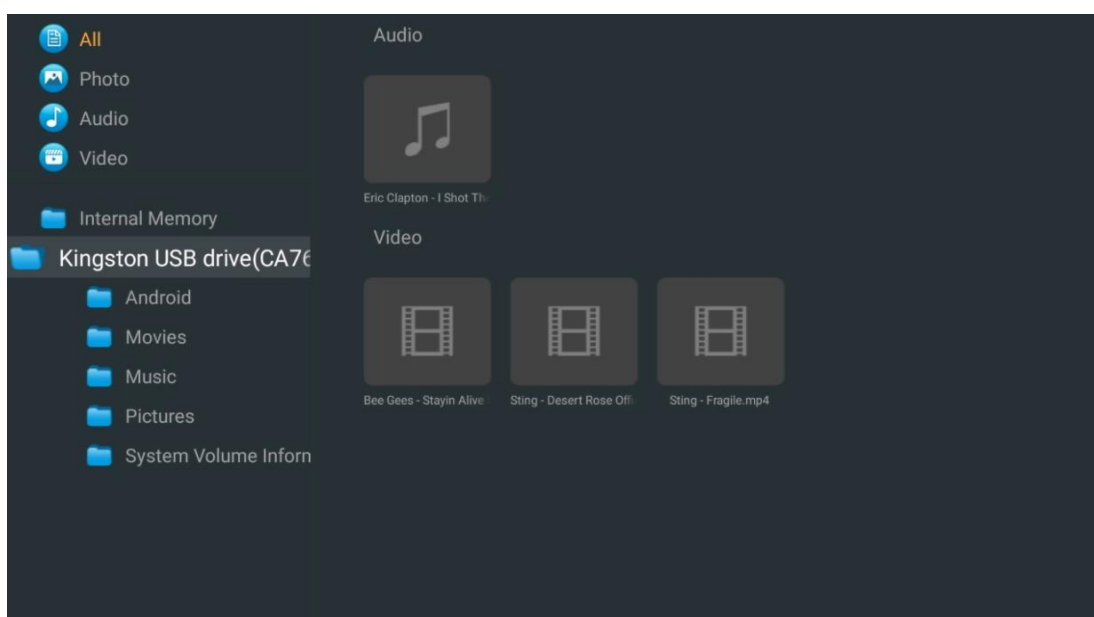 All
Photo
Audio
Video
Internal Memory
Kingston USB drive(CA76
Android
Movies
Music
Pictures
System Volume Inforn
Audio
Eric Clapton - I Shot Th
Video
Bee Gees - Stayin Alive
Sting - Desert Rose Offi
Sting - Fragile.mp4